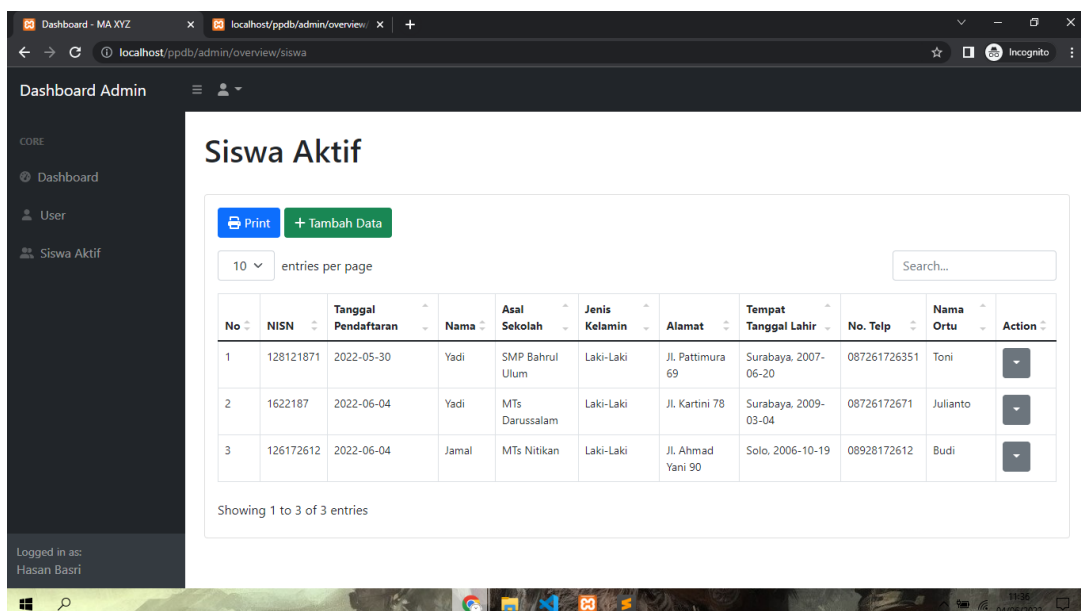 Dashboard - MA XYZ
localhost/ppdb/admin/overview/
localhost/ppdb/admin/overview/siswa
Incognito
Dashboard Admin
CORE
Dashboard
User
Siswa Aktif
Logged in as:
Hasan Basri
Siswa Aktif
Print
+ Tambah Data
10 entries per page
Search...
No NISN Tanggal Pendaftaran Nama Asal Sekolah Jenis Kelamin Alamat Tempat Tanggal Lahir No. Telp Nama Ortu Action
1 128121871 2022-05-30 Yadi SMP Bahrul Ulum Laki-Laki Jl. Pattimura 69 Surabaya, 2007-06-20 087261726351 Toni
2 1622187 2022-06-04 Yadi MTs Darussalam Laki-Laki Jl. Kartini 78 Surabaya, 2009-03-04 08726172671 Julianto
3 126172612 2022-06-04 Jamal MTs Nitikan Laki-Laki Jl. Ahmad Yani 90 Solo, 2006-10-19 08928172612 Budi
Showing 1 to 3 of 3 entries
11:36
04/06/2022